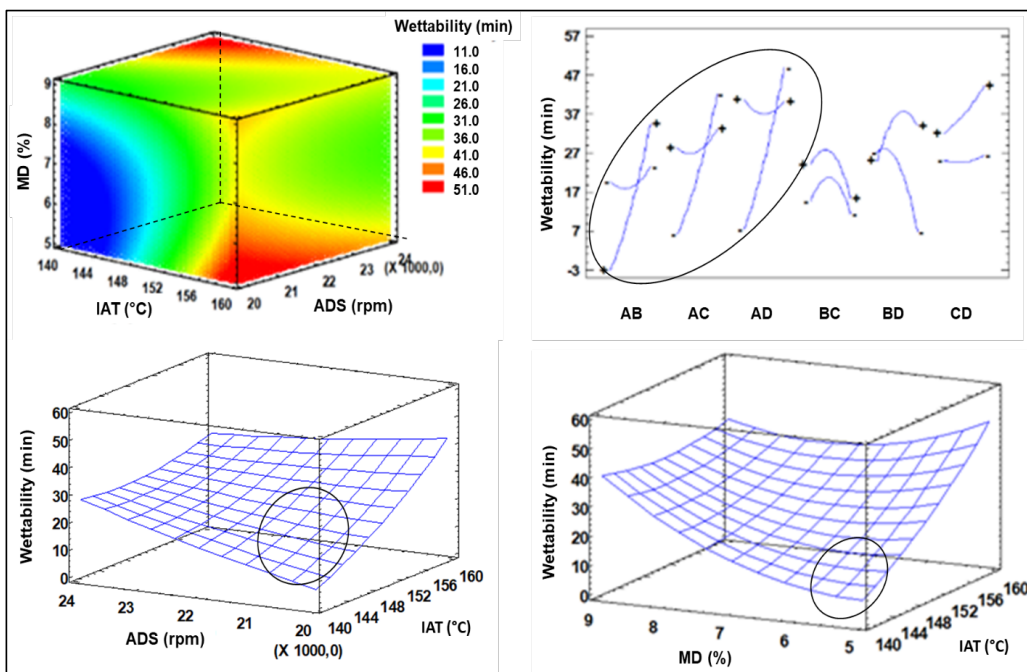 Wettability (min)
11.0
16.0
21.0
26.0
31.0
36.0
41.0
46.0
51.0
MD (%)
9
8
7
6
5
140 144 148 152 156 160
IAT (°C)
20 21 22 23 24
(X 1000,0)
ADS (rpm)
Wettability (min)
57
47
37
27
17
7
-3
AB AC AD BC BD CD
Wettability (min)
60
50
40
30
20
10
0
24 23 22 21 20
(X 1000,0)
ADS (rpm)
140 144 148 152 156 160
IAT (°C)
Wettability (min)
60
50
40
30
20
10
0
9 8 7 6 5
MD (%)
140 144 148 152 156 160
IAT (°C)